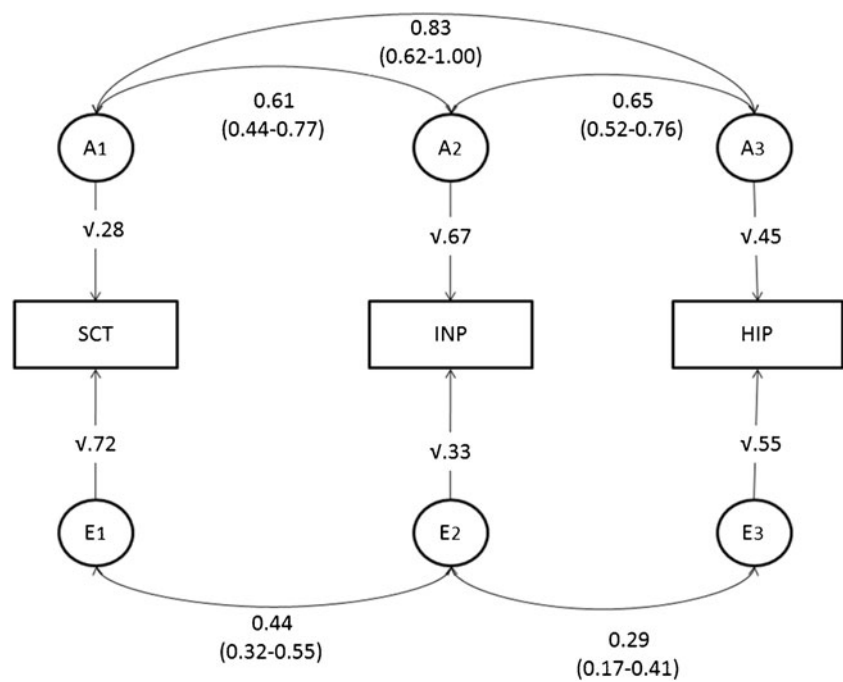 0.83
(0.62-1.00)
0.61
(0.44-0.77)
0.65
(0.52-0.76)
A1
A2
A3
√.28
√.67
√.45
SCT
INP
HIP
√.72
√.33
√.55
E1
E2
E3
0.44
(0.32-0.55)
0.29
(0.17-0.41)